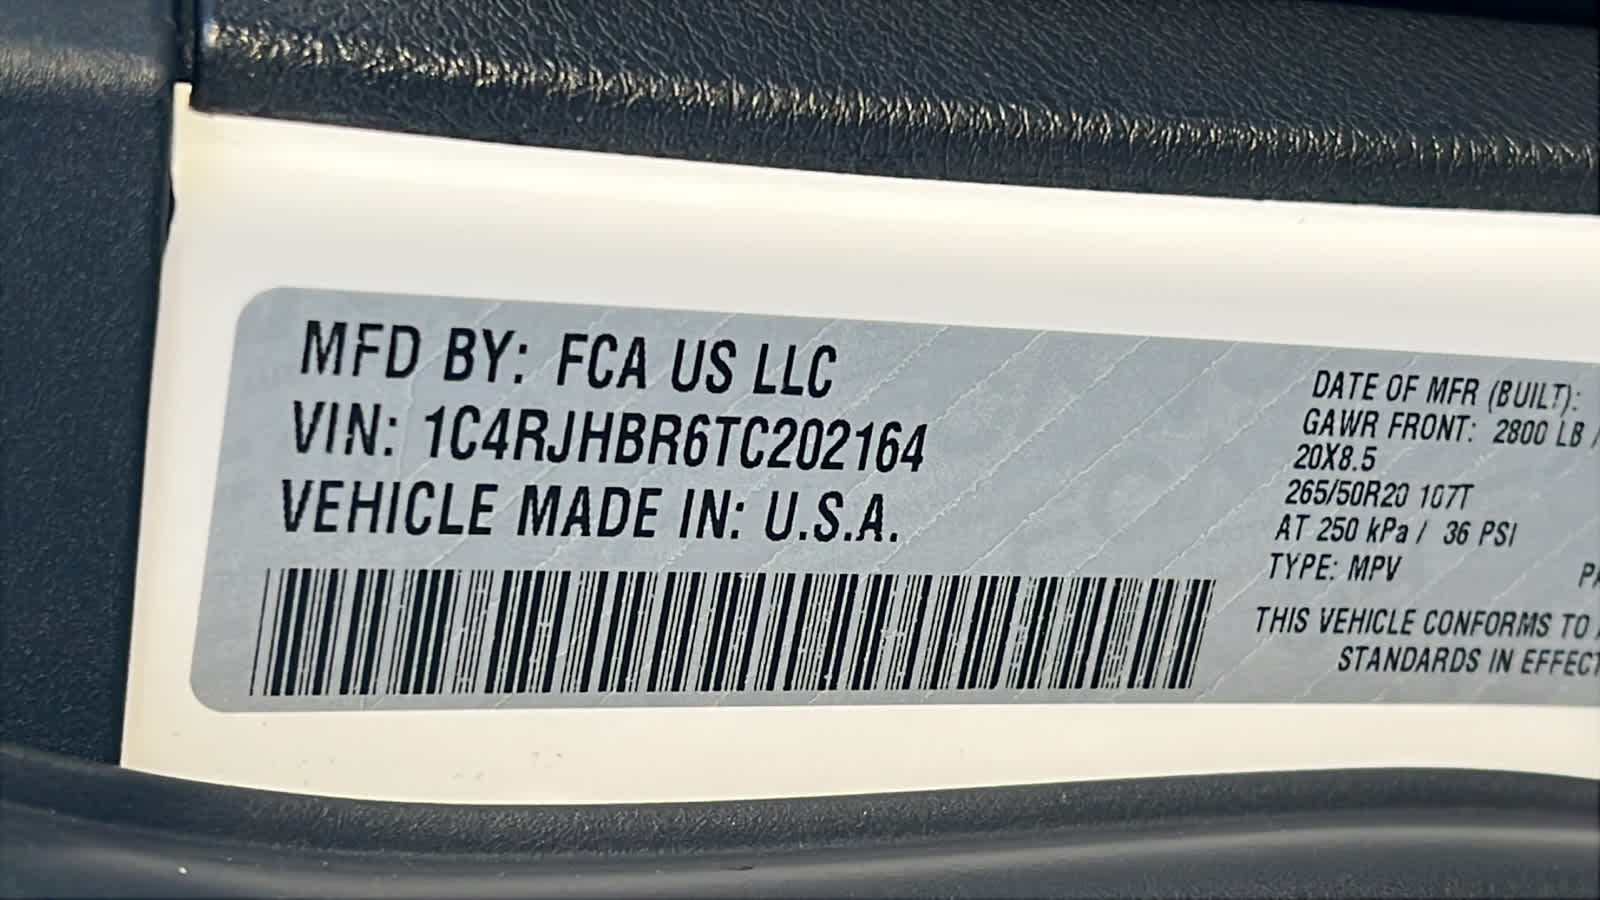 MFD BY: FCA US LLC
VIN: 1C4RJHBR6TC202164
VEHICLE MADE IN: U.S.A.
DATE OF MFR (BUILT):
GAWR FRONT: 2800 LB /
20X8.5
265/50R20 107T
AT 250 kPa / 36 PSI
TYPE: MPV
THIS VEHICLE CONFORMS TO
STANDARDS IN EFFECT